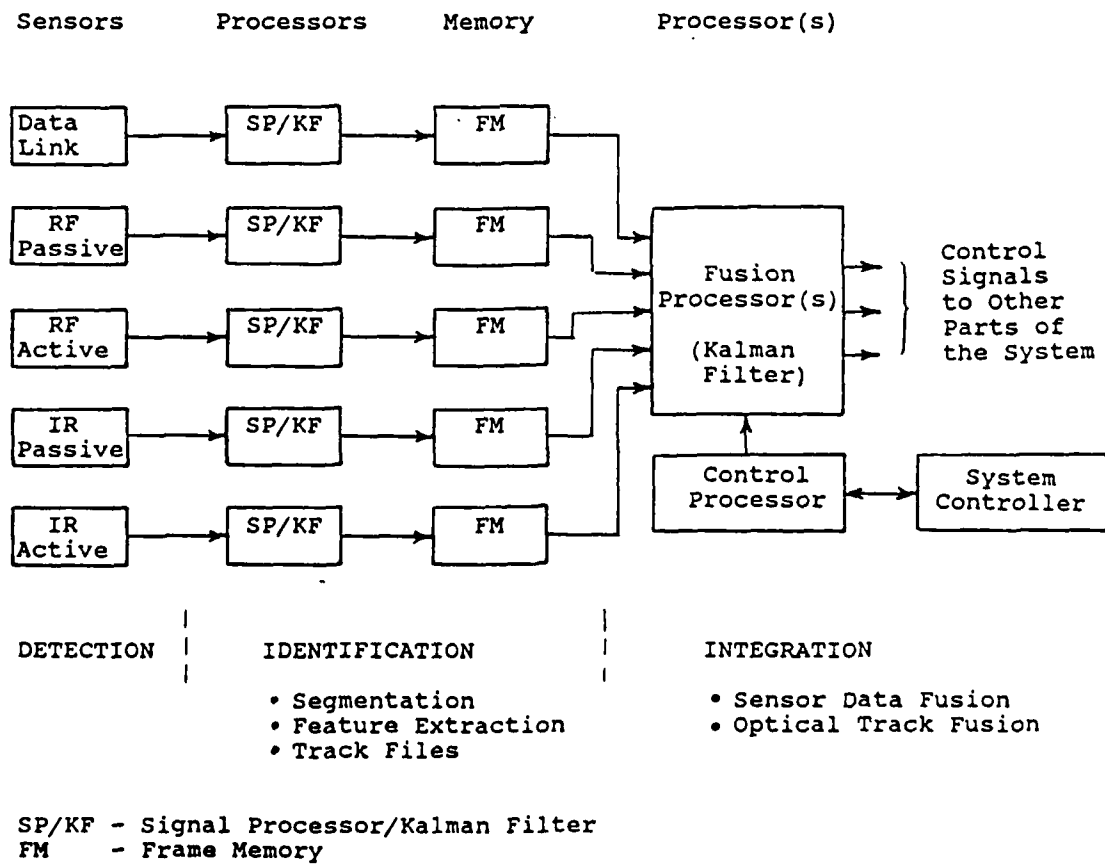 Sensors Processors Memory Processor(s)
Data Link
SP/KF
FM
RF Passive
SP/KF
FM
RF Active
SP/KF
FM
IR Passive
SP/KF
FM
IR Active
SP/KF
FM
Fusion
Processor(s)
(Kalman
Filter)
Control
Signals
to Other
Parts of
the System
Control
Processor
System
Controller
DETECTION IDENTIFICATION INTEGRATION
• Segmentation
• Feature Extraction
• Track Files
• Sensor Data Fusion
• Optical Track Fusion
SP/KF - Signal Processor/Kalman Filter
FM - Frame Memory